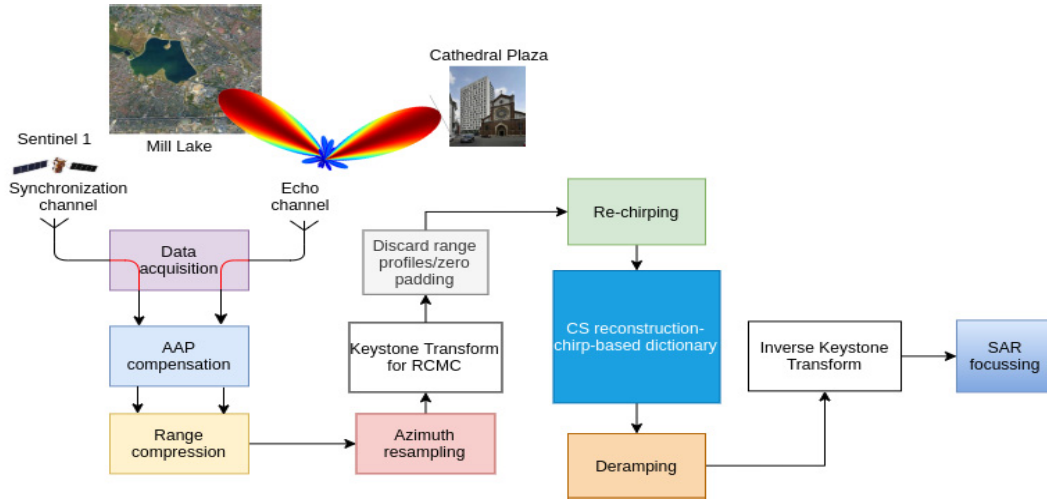 Cathedral Plaza
Mill Lake
Sentinel 1
Synchronization
channel
Echo
channel
Data
acquisition
AAP
compensation
Range
compression
Azimuth
resampling
Keystone Transform
for RCMC
Discard range
profiles/zero
padding
Re-chirping
CS reconstruction-
chirp-based dictionary
Deramping
Inverse Keystone
Transform
SAR
focussing